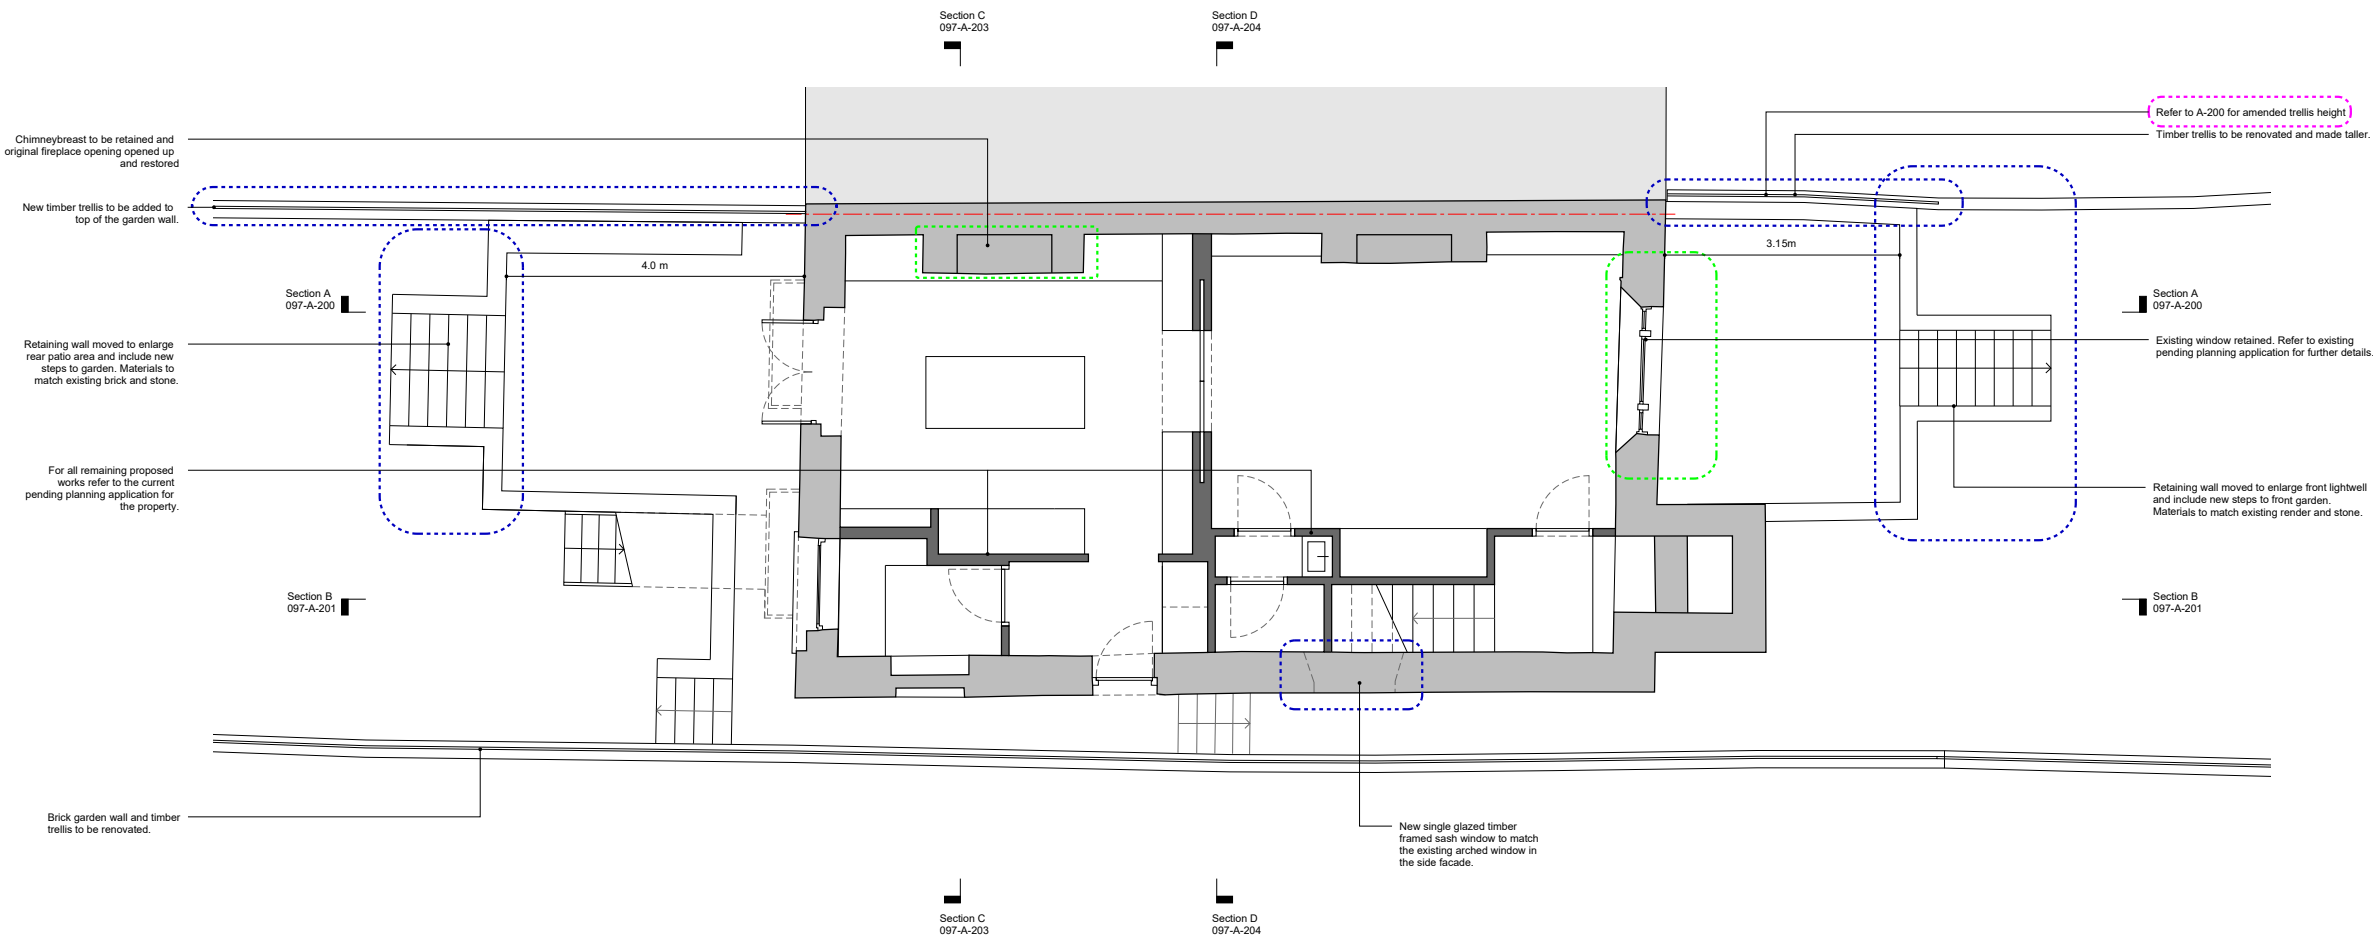 Section C
097-A-203
Section D
097-A-204
Chimneybreast to be retained and
original fireplace opening opened up
and restored
New timber trellis to be added to
top of the garden wall.
Refer to A-200 for amended trellis height
Timber trellis to be renovated and made taller.
4.0 m
3.15m
Section A
097-A-200
Section A
097-A-200
Retaining wall moved to enlarge
rear patio area and include new
steps to garden. Materials to
match existing brick and stone.
Existing window retained. Refer to existing
pending planning application for further details.
For all remaining proposed
works refer to the current
pending planning application for
the property.
Retaining wall moved to enlarge front lightwell
and include new steps to front garden.
Materials to match existing render and stone.
Section B
097-A-201
Section B
097-A-201
Brick garden wall and timber
trellis to be renovated.
New single glazed timber
framed sash window to match
the existing arched window in
the side facade.
Section C
097-A-203
Section D
097-A-204